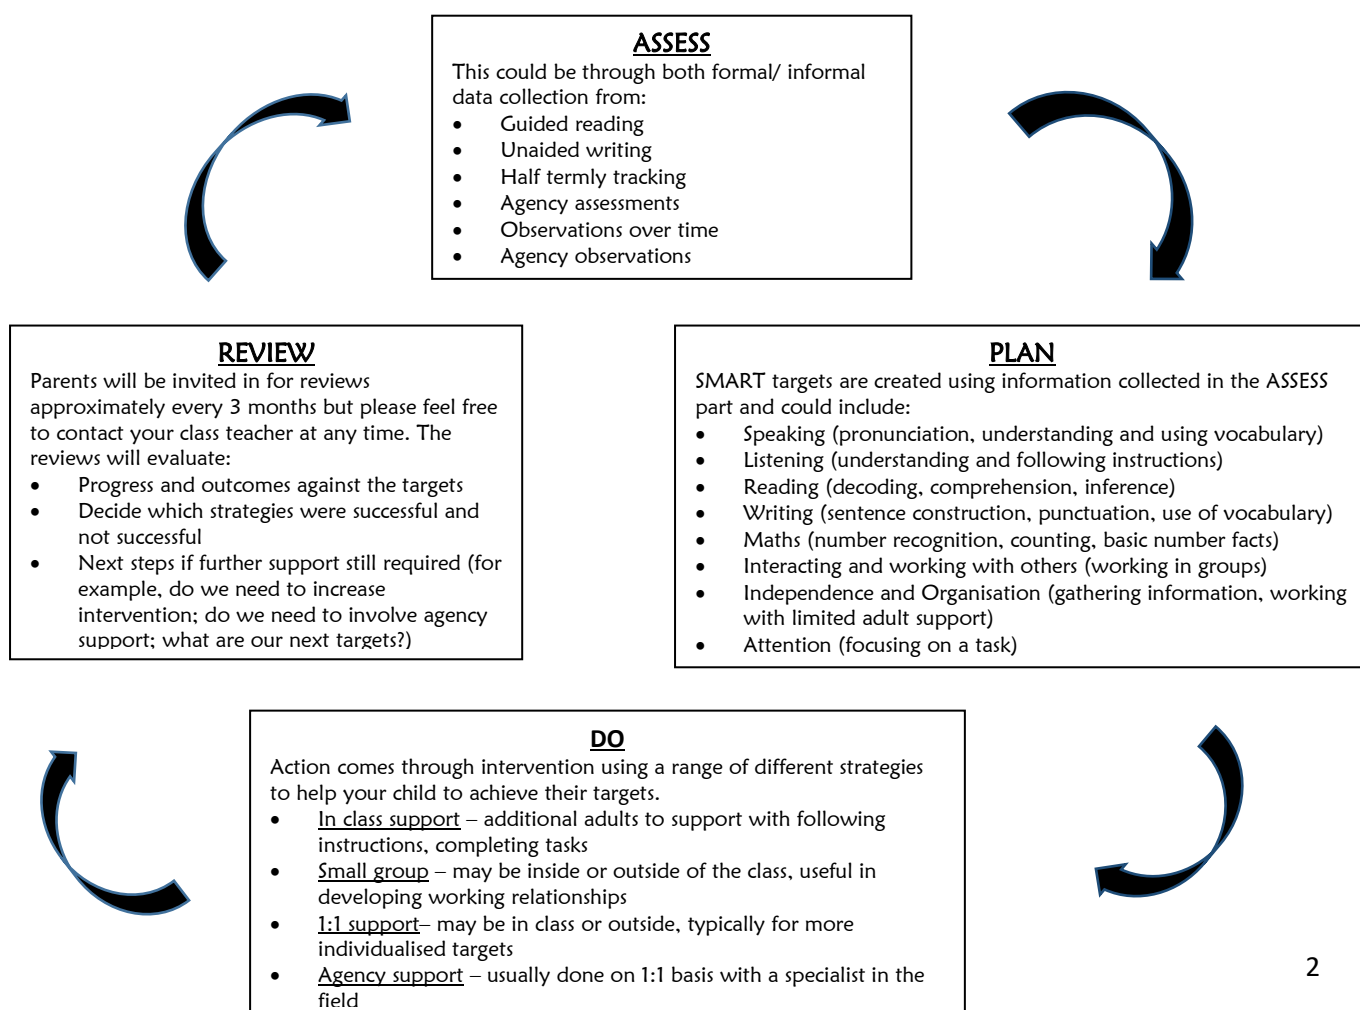 ASSESS
This could be through both formal/ informal
data collection from:
• Guided reading
• Unaided writing
• Half termly tracking
• Agency assessments
• Observations over time
• Agency observations
REVIEW
Parents will be invited in for reviews
approximately every 3 months but please feel free
to contact your class teacher at any time. The
reviews will evaluate:
• Progress and outcomes against the targets
• Decide which strategies were successful and
not successful
• Next steps if further support still required (for
example, do we need to increase
intervention; do we need to involve agency
support; what are our next targets?)
PLAN
SMART targets are created using information collected in the ASSESS
part and could include:
• Speaking (pronunciation, understanding and using vocabulary)
• Listening (understanding and following instructions)
• Reading (decoding, comprehension, inference)
• Writing (sentence construction, punctuation, use of vocabulary)
• Maths (number recognition, counting, basic number facts)
• Interacting and working with others (working in groups)
• Independence and Organisation (gathering information, working
with limited adult support)
• Attention (focusing on a task)
DO
Action comes through intervention using a range of different strategies
to help your child to achieve their targets.
• In class support – additional adults to support with following
instructions, completing tasks
• Small group – may be inside or outside of the class, useful in
developing working relationships
• 1:1 support– may be in class or outside, typically for more
individualised targets
• Agency support – usually done on 1:1 basis with a specialist in the
field
2